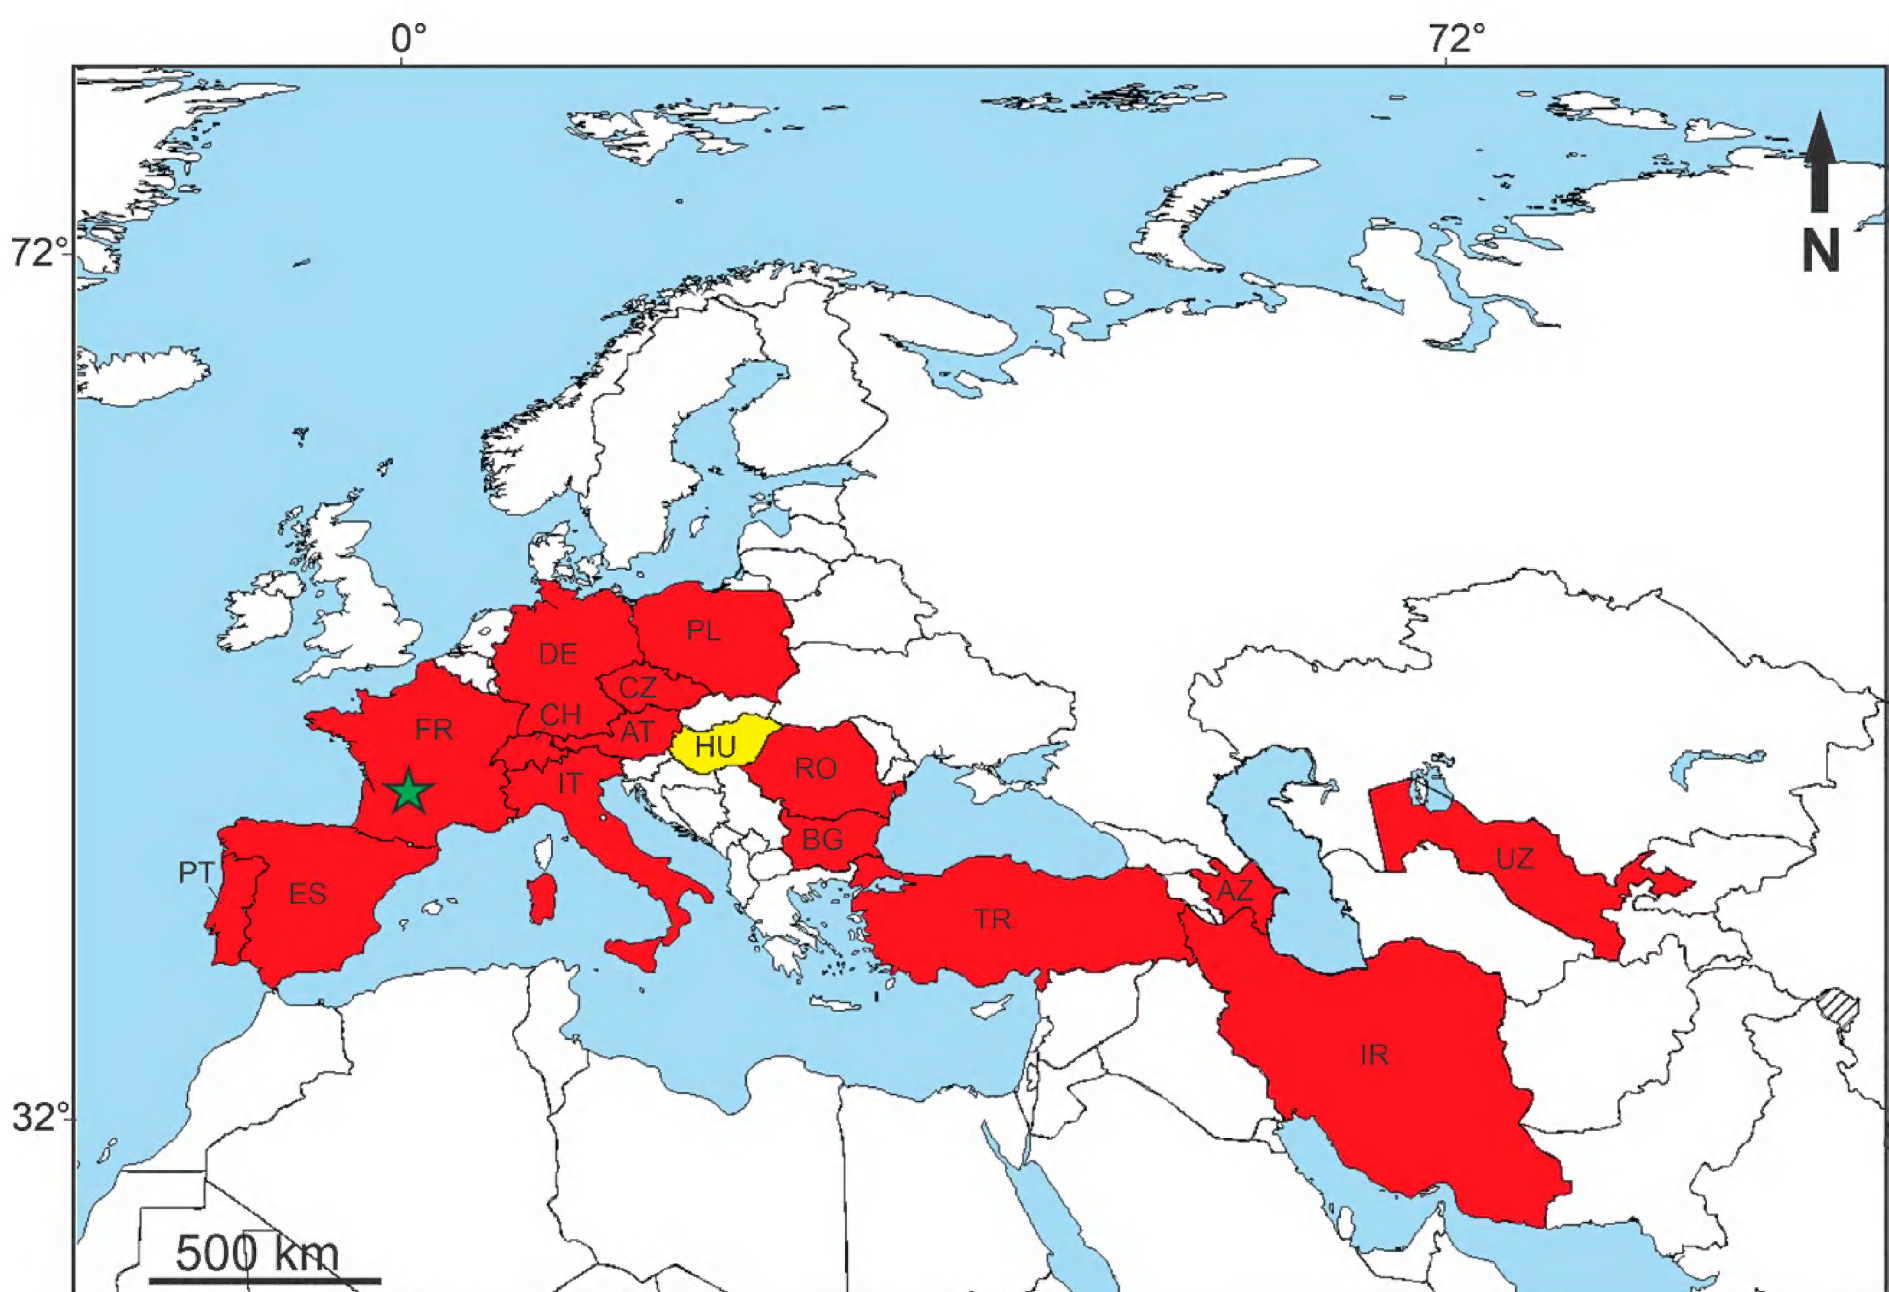 0° 72°
N
72°
PL
DE
CZ
CH
FR AT
HU
RO
IT
BG
UZ
PT
ES AZ
TR
IR
32°
500 km